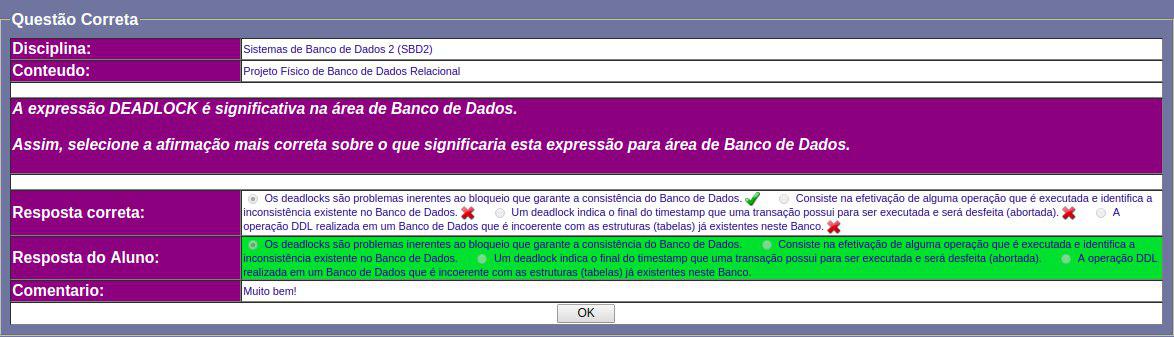 Questão Correta
Disciplina:
Sistemas de Banco de Dados 2 (SBD2)
Conteudo:
Projeto Físico de Banco de Dados Relacional
A expressão DEADLOCK é significativa na área de Banco de Dados.
Assim, selecione a afirmação mais correta sobre o que significaria esta expressão para área de Banco de Dados.
Resposta correta:
Os deadlocks são problemas inerentes ao bloqueio que garante a consistência do Banco de Dados. Consiste na efetivação de alguma operação que é executada e identifica a
inconsistência existente no Banco de Dados. Um deadlock indica o final do timestamp que uma transação possui para ser executada e será desfeita (abortada). A
operação DDL realizada em um Banco de Dados que é incoerente com as estruturas (tabelas) já existentes neste Banco.
Resposta do Aluno:
Os deadlocks são problemas inerentes ao bloqueio que garante a consistência do Banco de Dados. Consiste na efetivação de alguma operação que é executada e identifica a
inconsistência existente no Banco de Dados. Um deadlock indica o final do timestamp que uma transação possui para ser executada e será desfeita (abortada). A operação DDL
realizada em um Banco de Dados que é incoerente com as estruturas (tabelas) já existentes neste Banco.
Comentario:
Muito bem!
OK